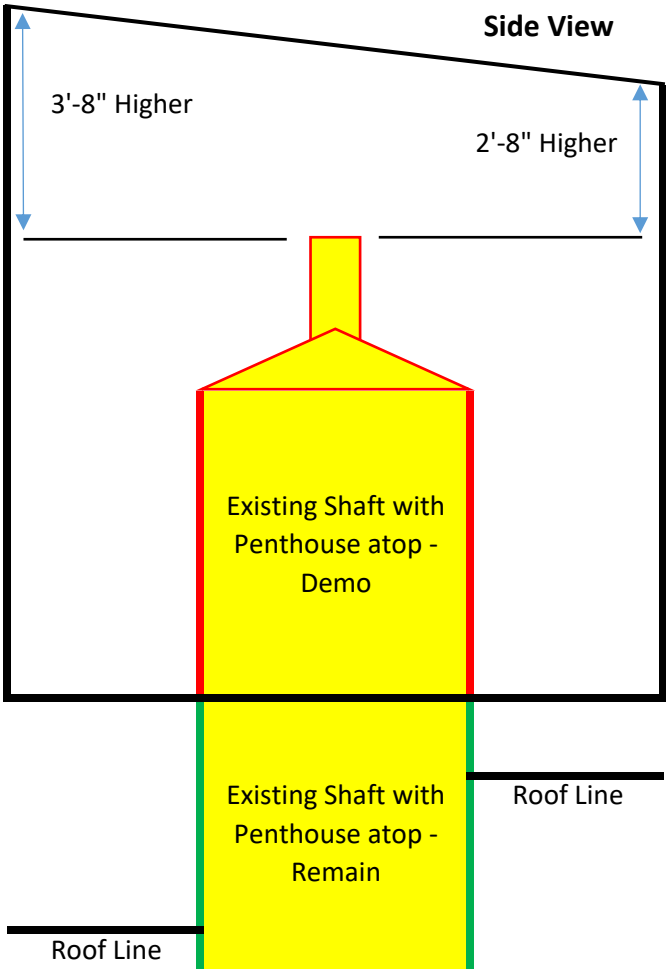 Side View
3'-8" Higher
2'-8" Higher
Existing Shaft with
Penthouse atop -
Demo
Existing Shaft with
Penthouse atop -
Remain
Roof Line
Roof Line